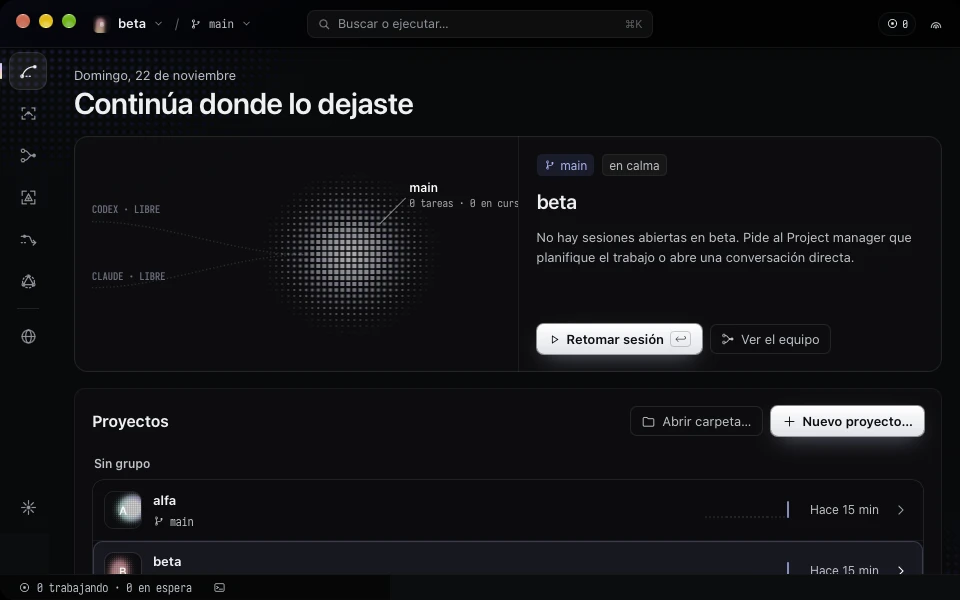 beta / main
Buscar o ejecutar... ⌘K
0
Domingo, 22 de noviembre
Continúa donde lo dejaste
CODEX · LIBRE
CLAUDE · LIBRE
main
0 tareas · 0 en curs
main en calma
beta
No hay sesiones abiertas en beta. Pide al Project manager que
planifique el trabajo o abre una conversación directa.
Retomar sesión
Ver el equipo
Proyectos
Abrir carpeta...
Nuevo proyecto...
Sin grupo
A
alfa
main
Hace 15 min
B
beta
Hace 15 min
0 trabajando · 0 en espera